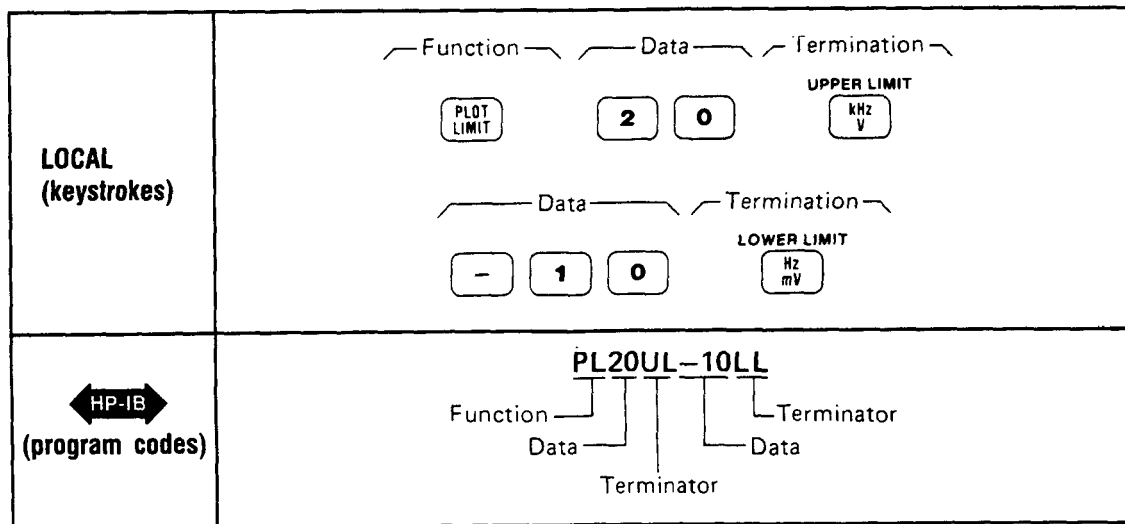 Function Data Termination
UPPER LIMIT
PLOT LIMIT 2 0 kHz V
LOCAL
(keystrokes)
Data Termination
LOWER LIMIT
- 1 0 Hz mV
HP-IB
(program codes)
PL20UL-10LL
Function Terminator
Data Data
Terminator